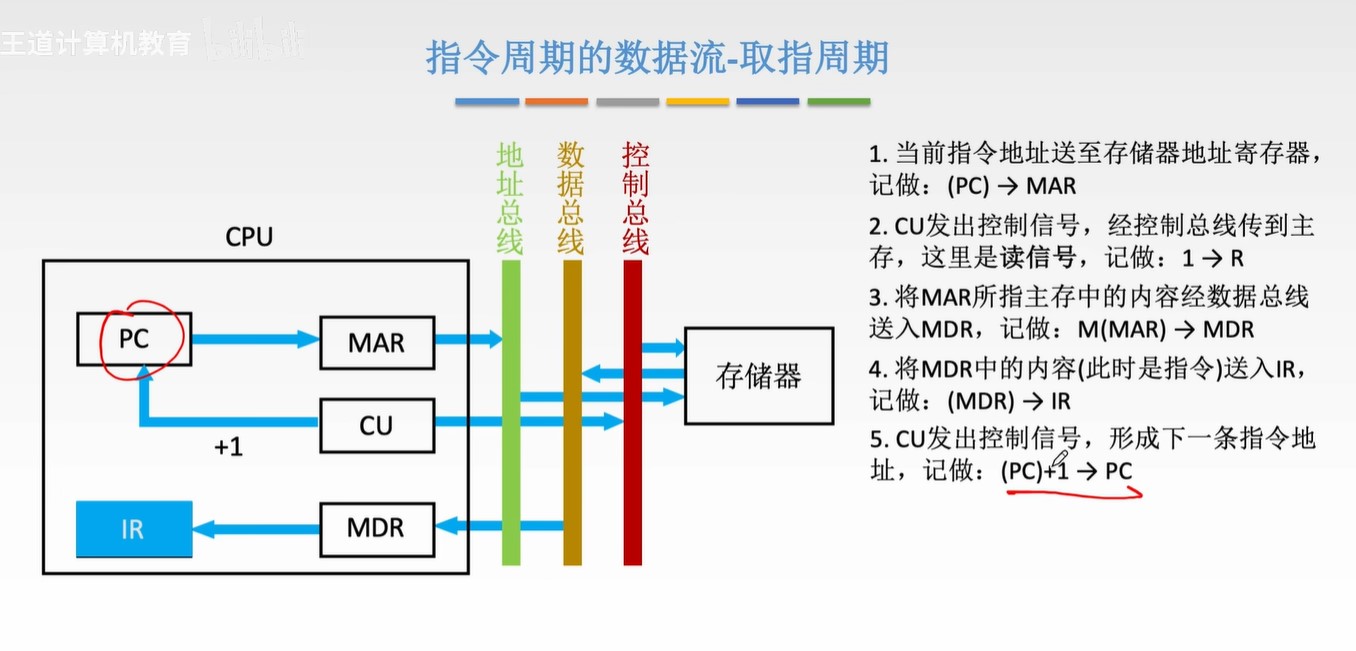 王道计算机教育 bilibili
指令周期的数据流-取指周期
地址总线
数据总线
控制总线
CPU
PC
MAR
CU
+1
IR
MDR
存储器
1. 当前指令地址送至存储器地址寄存器，
记做：(PC) → MAR
2. CU发出控制信号，经控制总线传到主
存，这里是读信号，记做：1 → R
3. 将MAR所指主存中的内容经数据总线
送入MDR，记做：M(MAR) → MDR
4. 将MDR中的内容(此时是指令)送入IR，
记做：(MDR) → IR
5. CU发出控制信号，形成下一条指令地
址，记做：(PC)+1 → PC